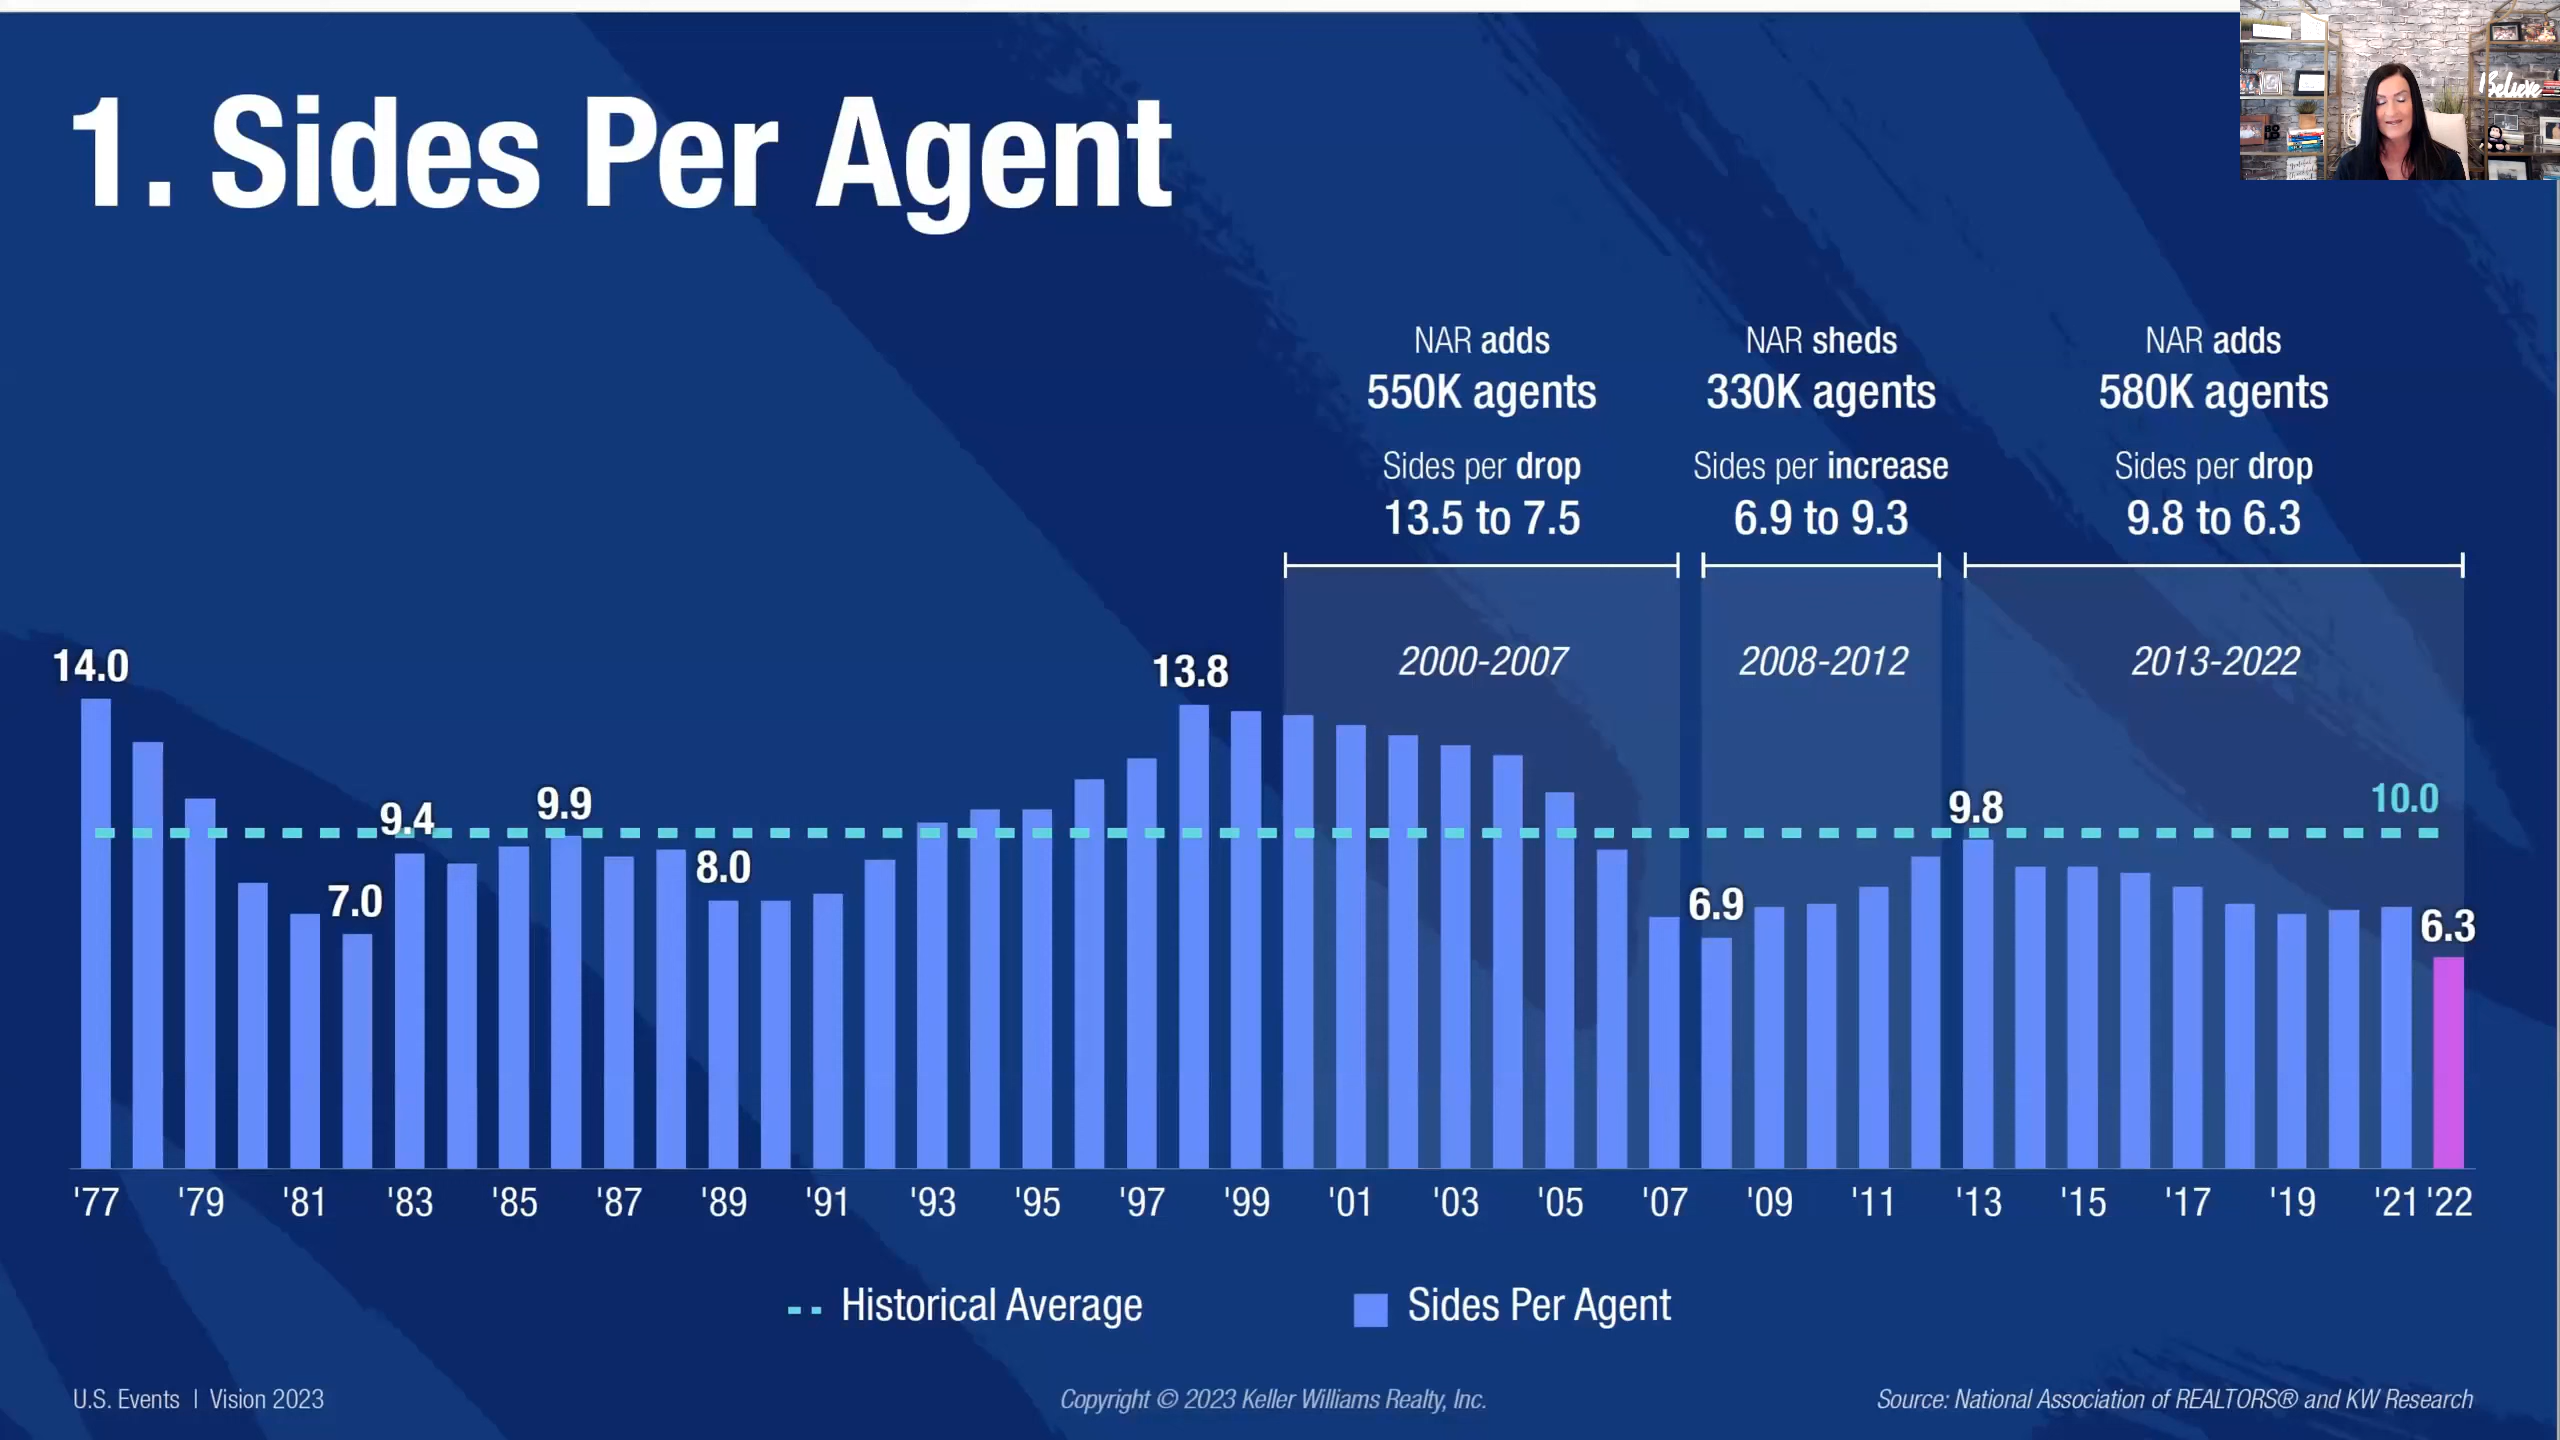 1. Sides Per Agent
Believe
NAR adds
550K agents
Sides per drop
13.5 to 7.5
NAR sheds
330K agents
Sides per increase
6.9 to 9.3
NAR adds
580K agents
Sides per drop
9.8 to 6.3
2000-2007
2008-2012
2013-2022
14.0
7.0
9.4
9.9
8.0
13.8
6.9
9.8
10.0
6.3
'77 '79 '81 '83 '85 '87 '89 '91 '93 '95 '97 '99 '01 '03 '05 '07 '09 '11 '13 '15 '17 '19 '21 '22
Historical Average
Sides Per Agent
U.S. Events | Vision 2023
Copyright © 2023 Keller Williams Realty, Inc.
Source: National Association of REALTORS® and KW Research